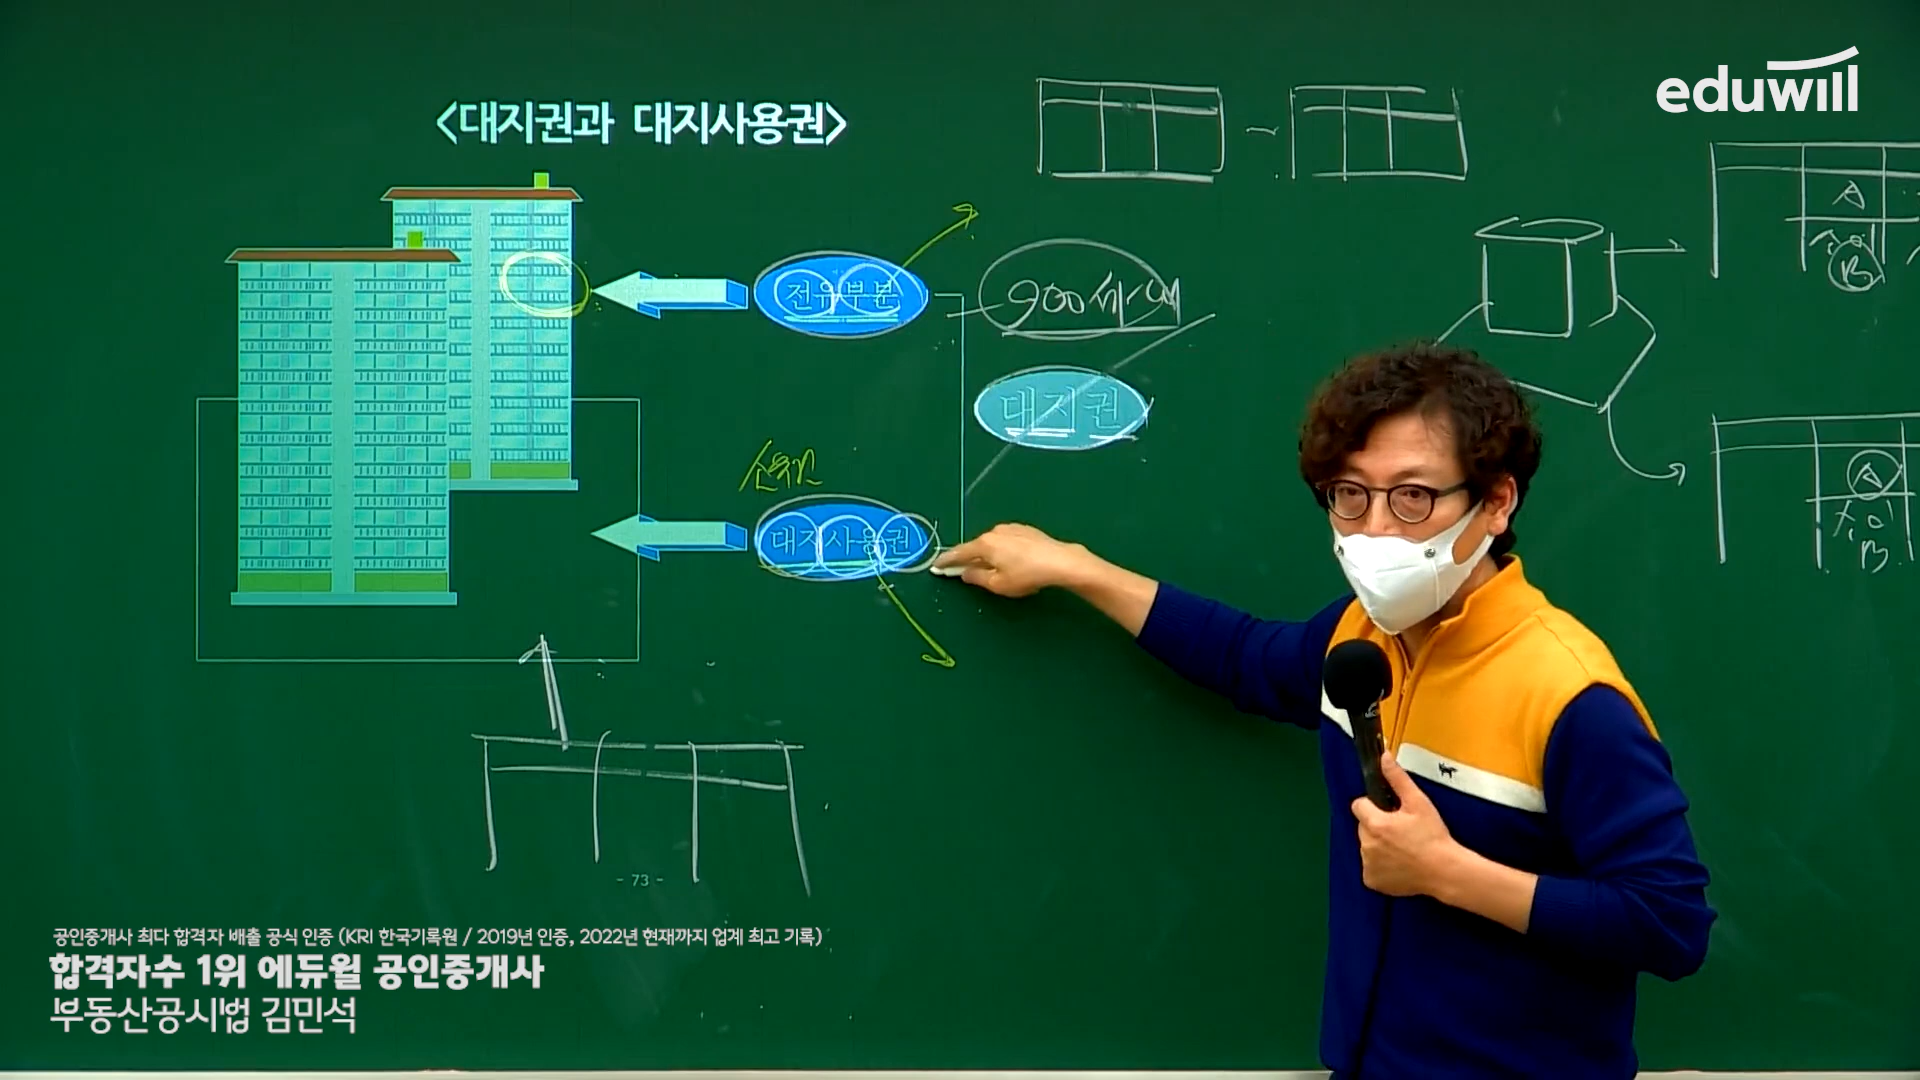 eduwill
<대지권과 대지사용권>
전유부분
900세대
대지권
소유권
대지사용권
A
B
A
B
- 73 -
공인중개사 최다 합격자 배출 공식 인증 (KRI 한국기록원 / 2019년 인증, 2022년 현재까지 업계 최고 기록)
합격자수 1위 에듀윌 공인중개사
부동산공시법 김민석